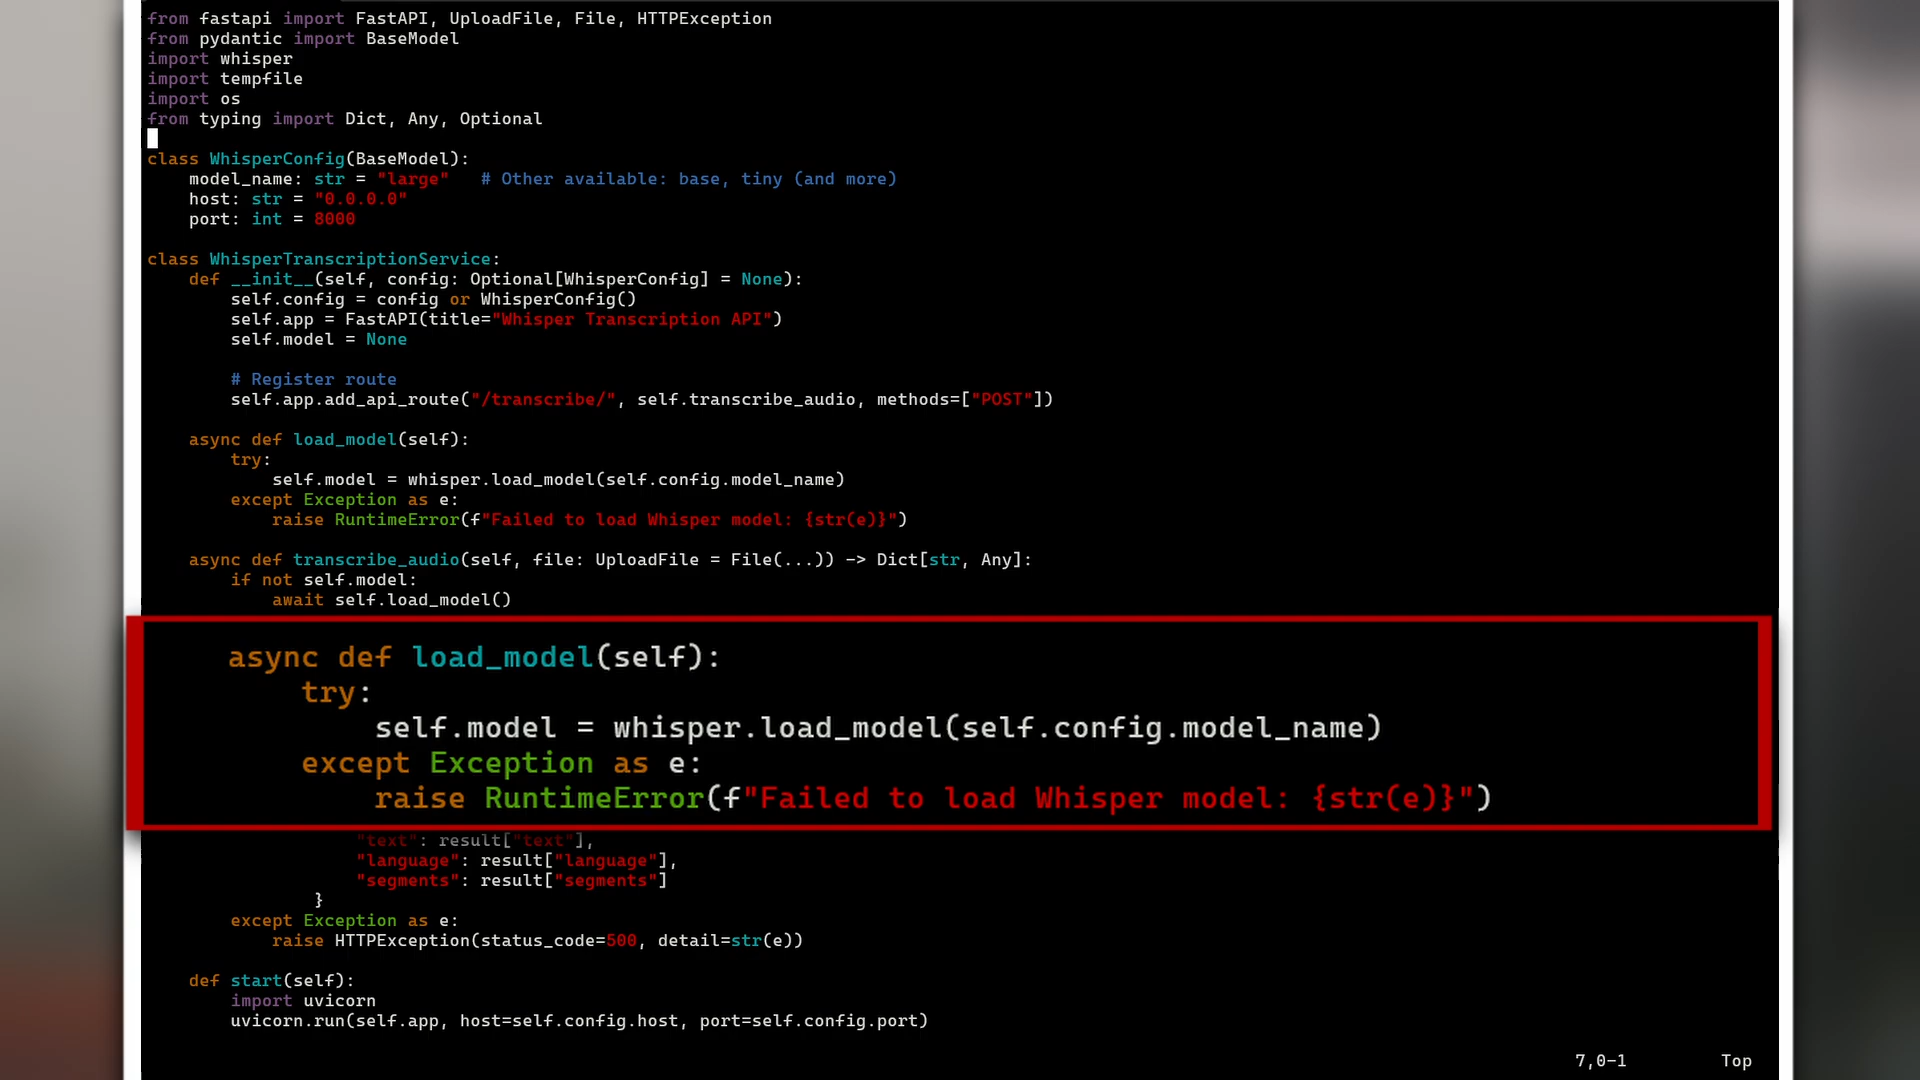 from fastapi import FastAPI, UploadFile, File, HTTPException
from pydantic import BaseModel
import whisper
import tempfile
import os
from typing import Dict, Any, Optional
class WhisperConfig(BaseModel):
    model_name: str = "large"   # Other available: base, tiny (and more)
    host: str = "0.0.0.0"
    port: int = 8000
class WhisperTranscriptionService:
    def __init__(self, config: Optional[WhisperConfig] = None):
        self.config = config or WhisperConfig()
        self.app = FastAPI(title="Whisper Transcription API")
        self.model = None
        # Register route
        self.app.add_api_route("/transcribe/", self.transcribe_audio, methods=["POST"])
    async def load_model(self):
        try:
            self.model = whisper.load_model(self.config.model_name)
        except Exception as e:
            raise RuntimeError(f"Failed to load Whisper model: {str(e)}")
    async def transcribe_audio(self, file: UploadFile = File(...)) -> Dict[str, Any]:
        if not self.model:
            await self.load_model()
    async def load_model(self):
        try:
            self.model = whisper.load_model(self.config.model_name)
        except Exception as e:
            raise RuntimeError(f"Failed to load Whisper model: {str(e)}")
                    "text": result["text"],
                    "language": result["language"],
                    "segments": result["segments"]
                }
        except Exception as e:
            raise HTTPException(status_code=500, detail=str(e))
    def start(self):
        import uvicorn
        uvicorn.run(self.app, host=self.config.host, port=self.config.port)
7,0-1 Top